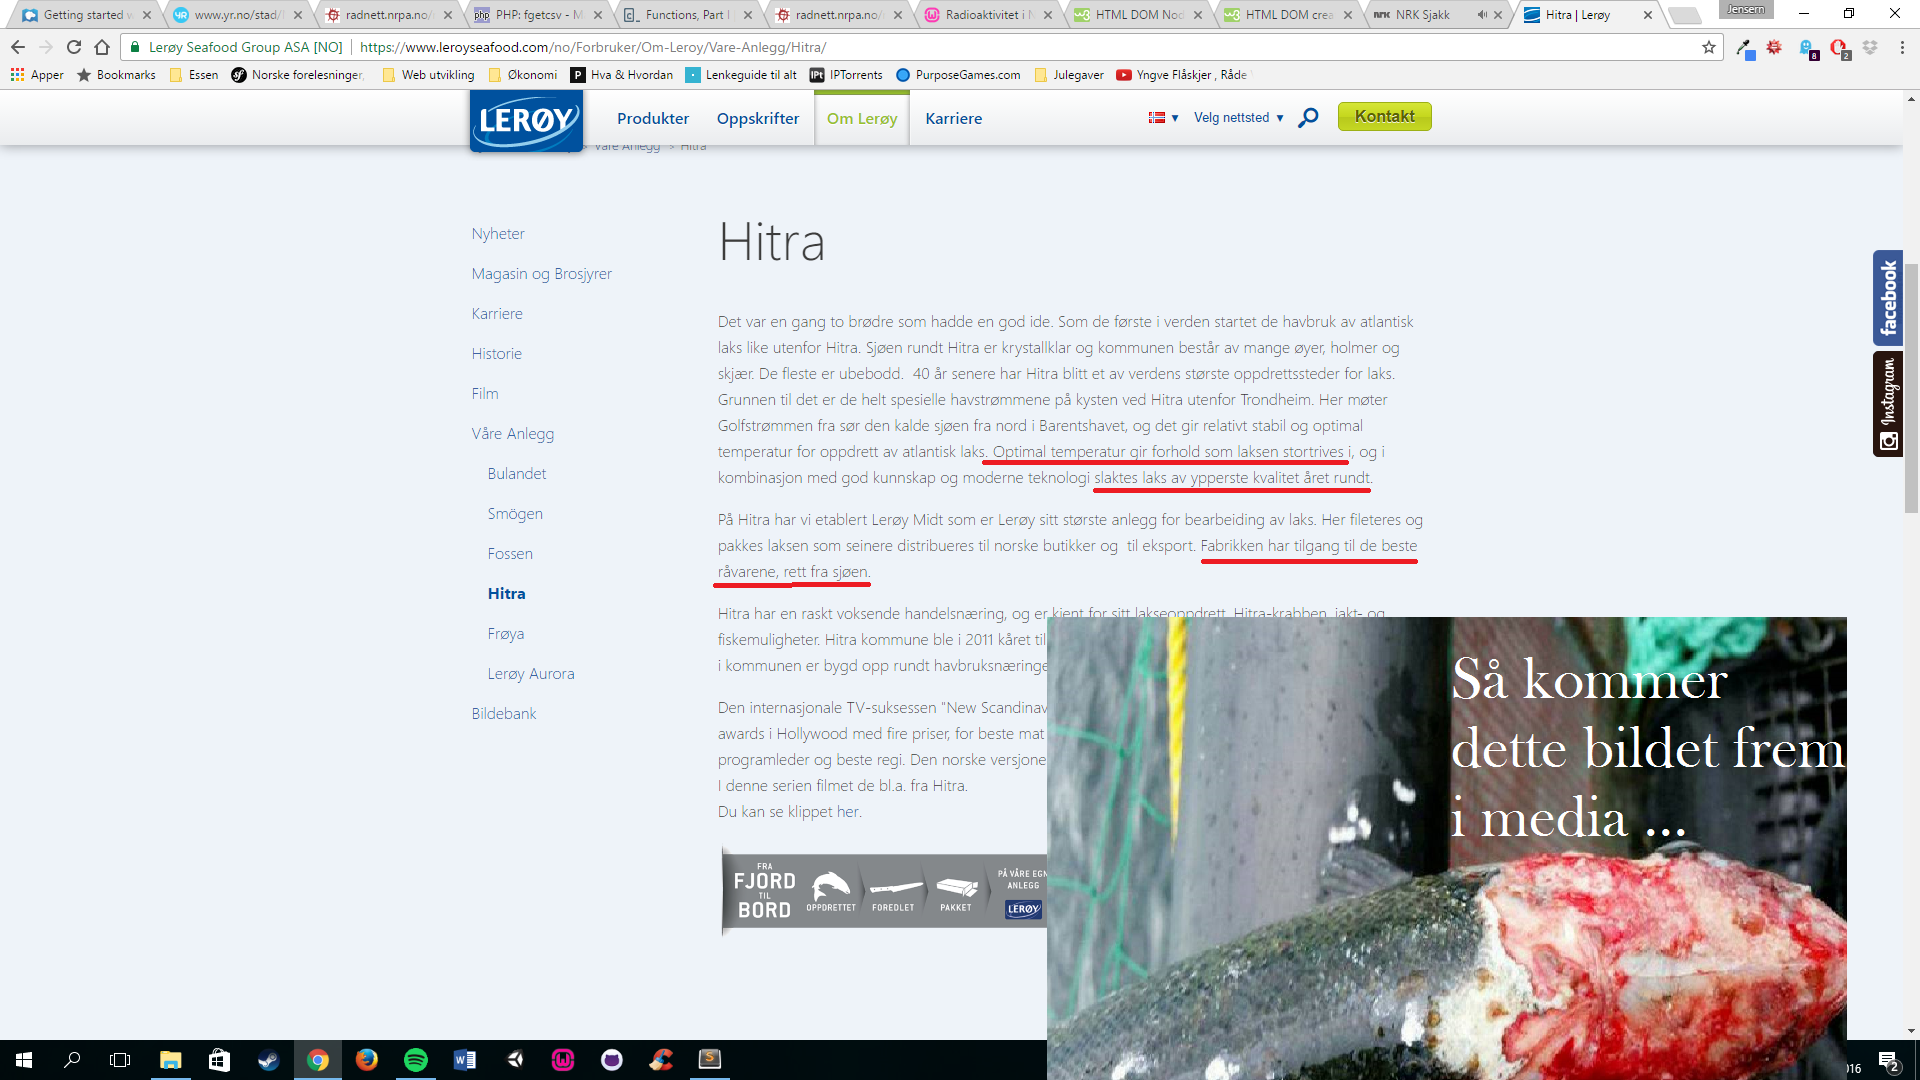 Getting started w
www.yr.no/stad/
radnett.nrpa.no/
PHP: fgetcsv - M
Functions, Part
radnett.nrpa.no/
Radioaktivitet i N
HTML DOM Nod
HTML DOM crea
NRK Sjakk
Hitra | Lerøy
Jensern
Lerøy Seafood Group ASA [NO]
https://www.leroyseafood.com/no/Forbruker/Om-Leroy/Vare-Anlegg/Hitra/
8
2
Apper
Bookmarks
Essen
Norske forelesninger,
Web utvikling
Økonomi
Hva & Hvordan
Lenkeguide til alt
IPTorrents
PurposeGames.com
Julegaver
Yngve Flåskjer , Råde
LERØY
Produkter
Oppskrifter
Om Lerøy
Karriere
Velg nettsted
Kontakt
> Våre Anlegg > Hitra
Nyheter
Magasin og Brosjyrer
Karriere
Historie
Film
Våre Anlegg
Bulandet
Smögen
Fossen
Hitra
Frøya
Lerøy Aurora
Bildebank
Hitra
Det var en gang to brødre som hadde en god ide. Som de første i verden startet de havbruk av atlantisk
laks like utenfor Hitra. Sjøen rundt Hitra er krystallklar og kommunen består av mange øyer, holmer og
skjær. De fleste er ubebodd.  40 år senere har Hitra blitt et av verdens største oppdrettssteder for laks.
Grunnen til det er de helt spesielle havstrømmene på kysten ved Hitra utenfor Trondheim. Her møter
Golfstrømmen fra sør den kalde sjøen fra nord i Barentshavet, og det gir relativt stabil og optimal
temperatur for oppdrett av atlantisk laks. Optimal temperatur gir forhold som laksen stortrives i, og i
kombinasjon med god kunnskap og moderne teknologi slaktes laks av ypperste kvalitet året rundt.
På Hitra har vi etablert Lerøy Midt som er Lerøy sitt største anlegg for bearbeiding av laks. Her fileteres og
pakkes laksen som seinere distribueres til norske butikker og  til eksport. Fabrikken har tilgang til de beste
råvarene, rett fra sjøen.
Hitra har en raskt voksende handelsnæring, og er kjent for sitt lakseoppdrett, Hitra-krabben, jakt- og
fiskemuligheter. Hitra kommune ble i 2011 kåret til
i kommunen er bygd opp rundt havbruksnæringe
Den internasjonale TV-suksessen "New Scandinav
awards i Hollywood med fire priser, for beste mat
programleder og beste regi. Den norske versjone
I denne serien filmet de bl.a. fra Hitra.
Du kan se klippet her.
FRA
FJORD
TIL
BORD
OPPDRETTET
FOREDLET
PAKKET
PÅ VÅRE EGN
ANLEGG
LERØY
Så kommer
dette bildet frem
i media ...
facebook
Instagram
016
2